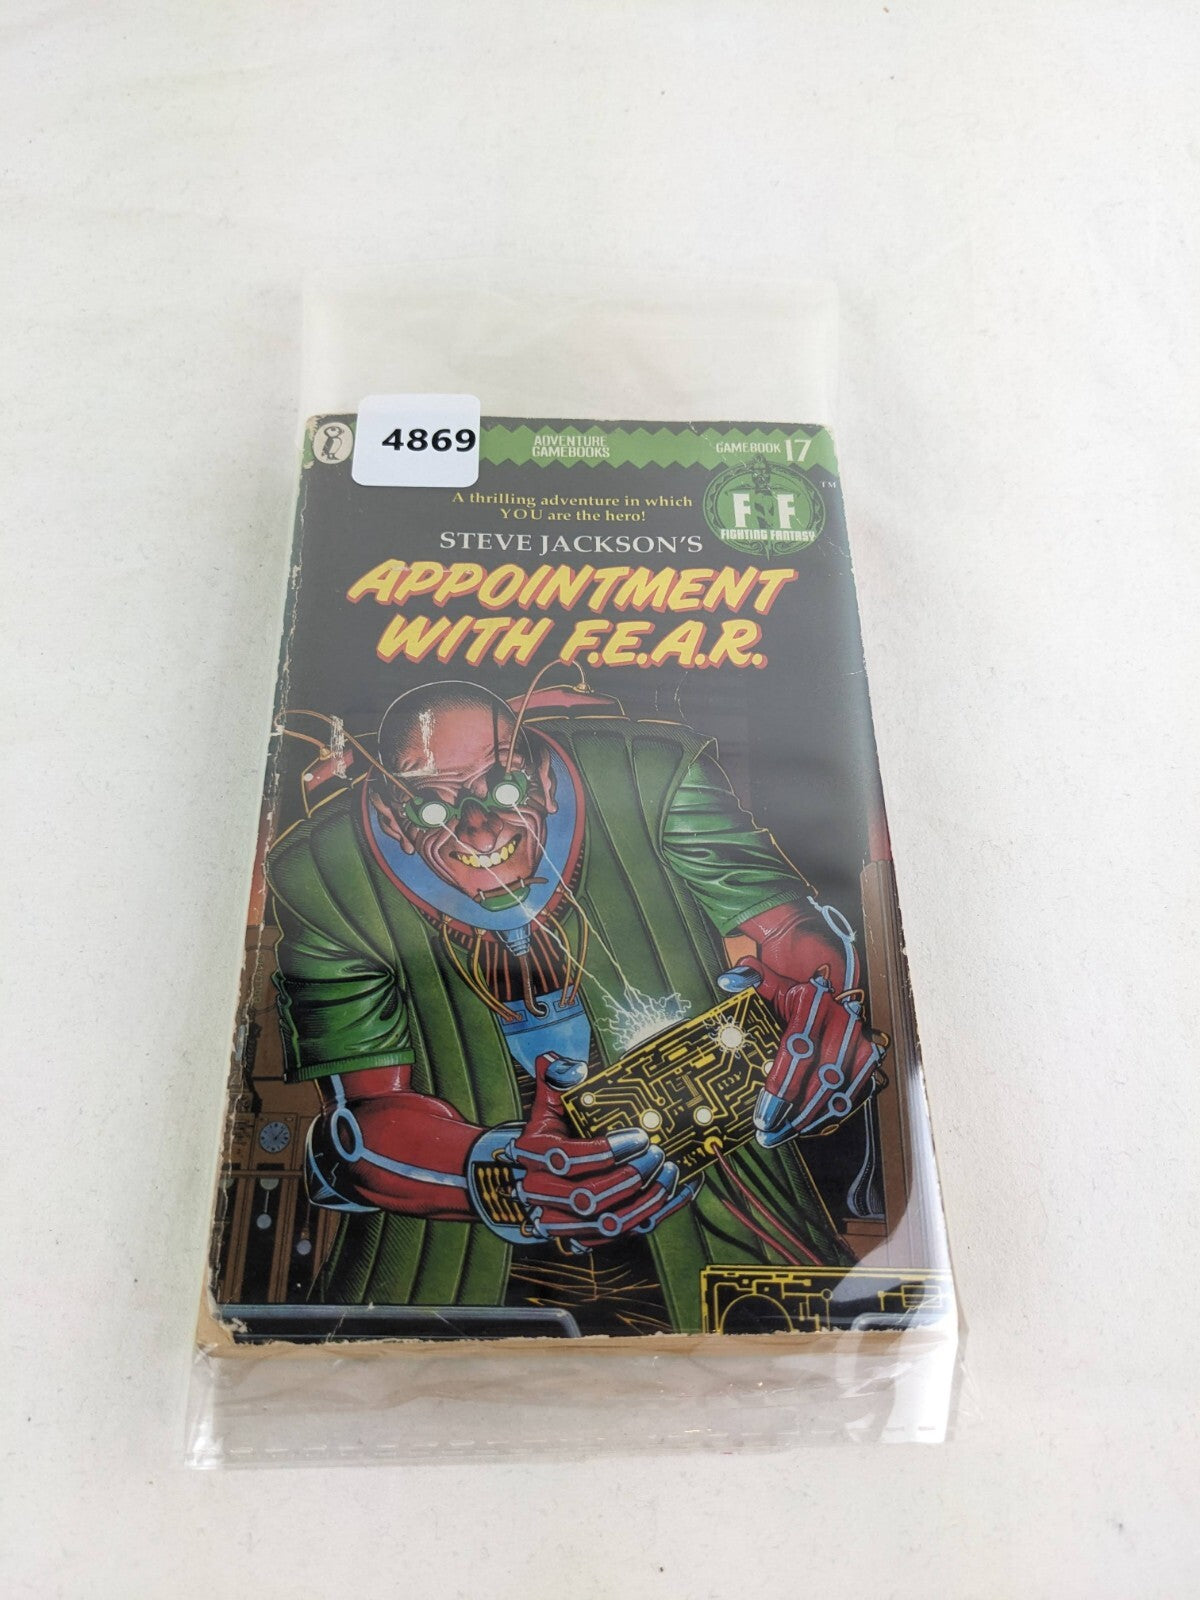 4869
ADVENTURE
GAMEBOOKS
GAMEBOOK 17
A thrilling adventure in which
YOU are the hero!
FF
TM
FIGHTING FANTASY
STEVE JACKSON'S
APPOINTMENT
WITH F.E.A.R.